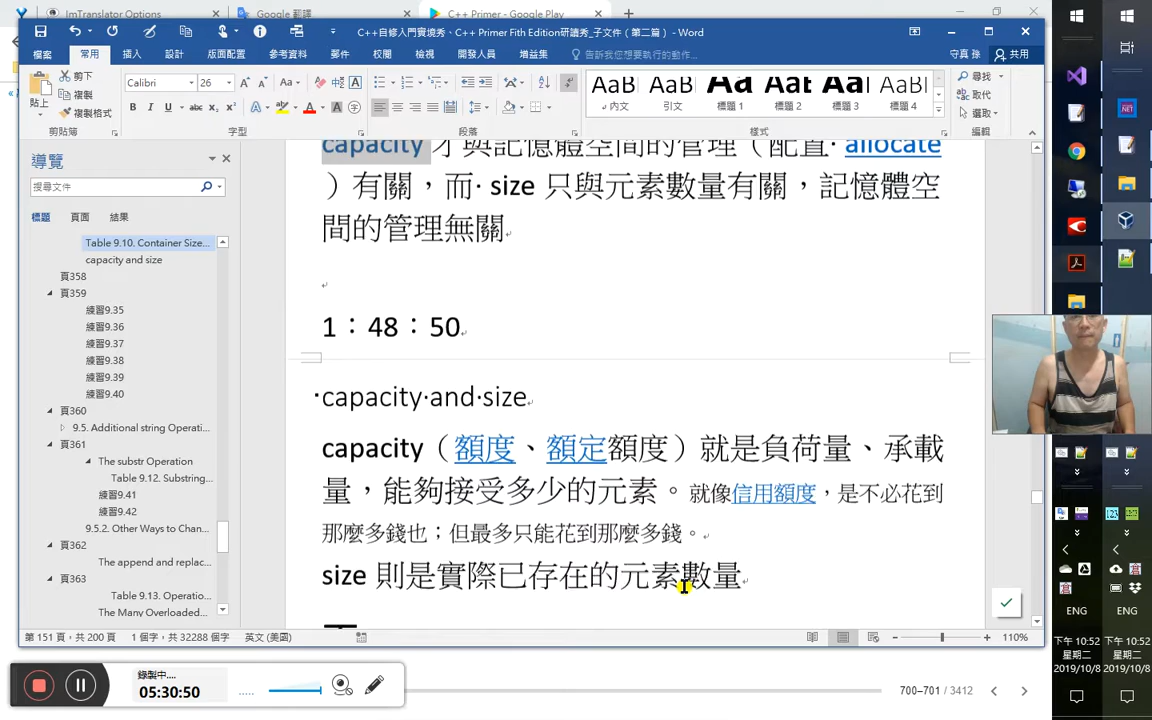 ImTranslator Options
Google 翻譯
C++ Primer - Google Play
C++自修入門實境秀、C++ Primer Fifth Edition研讀秀_子文件（第二篇） - Word
檔案 常用 插入 設計 版面配置 參考資料 郵件 校閱 檢視 開發人員 增益集 告訴我您想要執行的動作... 守真 孫 共用
貼上 剪下 複製 複製格式
Calibri 26
尋找 取代 選取
AaB AaB Aat Aat Aal AaBl
內文 引文 標題 1 標題 2 標題 3 標題 4
剪貼簿 字型 段落 樣式 編輯
導覽
搜尋文件
標題 頁面 結果
Table 9.10. Container Size...
capacity and size
頁358
頁359
練習9.35
練習9.36
練習9.37
練習9.38
練習9.39
練習9.40
頁360
9.5. Additional string Operati...
頁361
The substr Operation
Table 9.12. Substring...
練習9.41
練習9.42
9.5.2. Other Ways to Chan...
頁362
The append and replac...
頁363
Table 9.13. Operatio...
The Many Overloaded...
capacity 才與記憶體空間的管理（配置 allocate
）有關，而 size 只與元素數量有關，記憶體空
間的管理無關
1：48：50
capacity and size
capacity（額度、額定額度）就是負荷量、承載
量，能夠接受多少的元素。就像信用額度，是不必花到
那麼多錢也；但最多只能花到那麼多錢。
size 則是實際已存在的元素數量
第 151 頁，共 200 頁 1 個字，共 32288 個字 英文 (美國) 110%
錄製中....
05:30:50
700–701 / 3412
ENG ENG
下午 10:52 下午 10:52
星期二 星期二
2019/10/8 2019/10/8